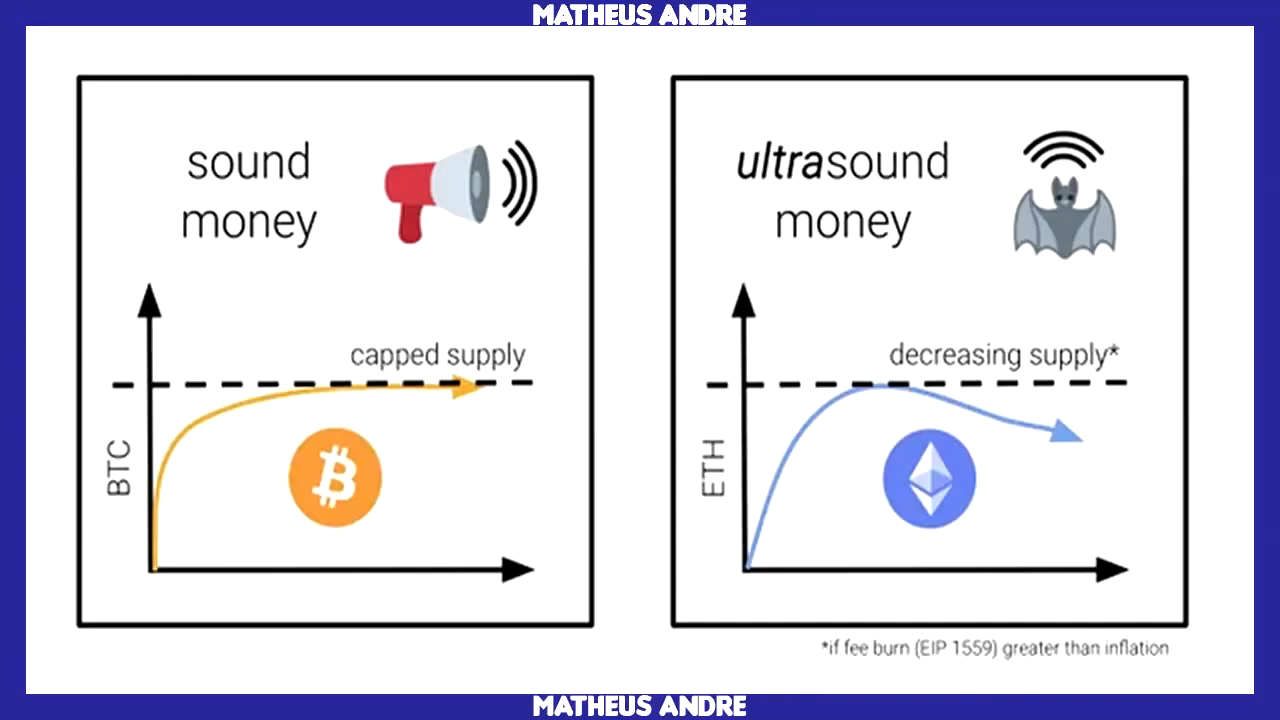 MATHEUS ANDRE
sound
money
capped supply
BTC
ultrasound
money
decreasing supply*
ETH
*if fee burn (EIP 1559) greater than inflation
MATHEUS ANDRE